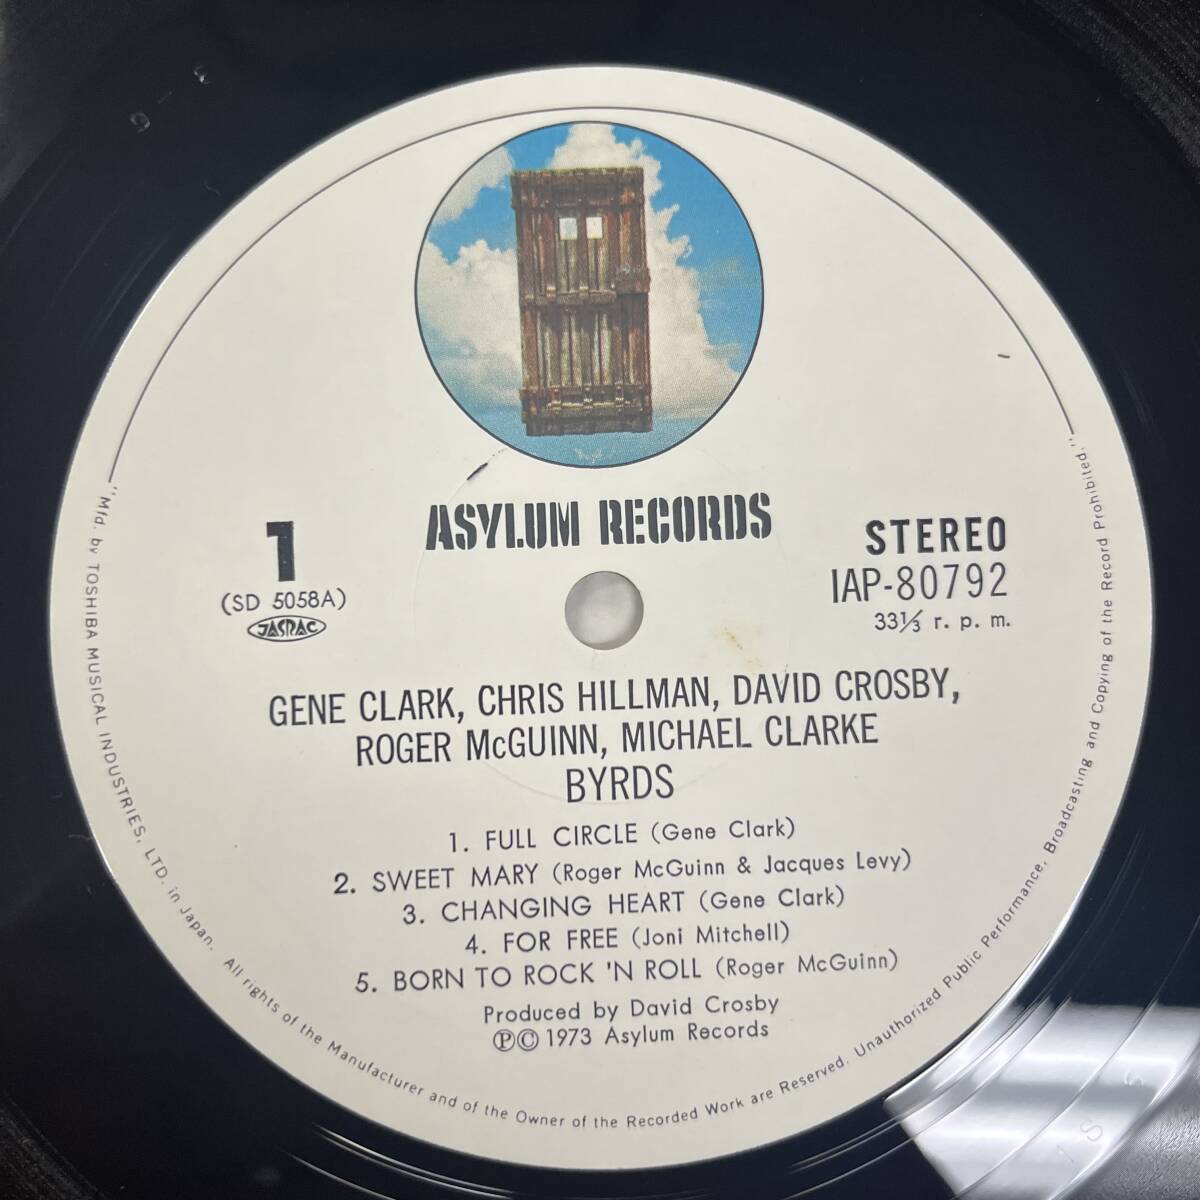 ASYLUM RECORDS
1
(SD 5058A)
JASRAC
STEREO
IAP-80792
33⅓ r. p. m.
GENE CLARK, CHRIS HILLMAN, DAVID CROSBY,
ROGER McGUINN, MICHAEL CLARKE
BYRDS
1. FULL CIRCLE (Gene Clark)
2. SWEET MARY (Roger McGuinn & Jacques Levy)
3. CHANGING HEART (Gene Clark)
4. FOR FREE (Joni Mitchell)
5. BORN TO ROCK 'N ROLL (Roger McGuinn)
Produced by David Crosby
ⓅⒸ 1973 Asylum Records
"Mfd. by TOSHIBA MUSICAL INDUSTRIES, LTD. in Japan. All rights of the Manufacturer and of the Owner of the Recorded Work are Reserved. Unauthorized Public Performance, Broadcasting and Copying of the Record Prohibited."